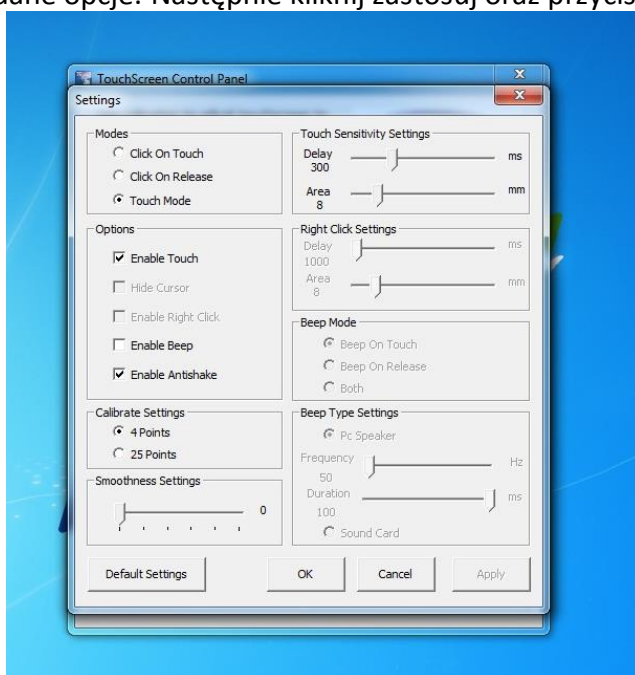 dane opcje. Następnie kliknij zastosuj oraz przycis
TouchScreen Control Panel
Settings
Modes
Click On Touch
Click On Release
Touch Mode
Options
Enable Touch
Hide Cursor
Enable Right Click
Enable Beep
Enable Antishake
Calibrate Settings
4 Points
25 Points
Smoothness Settings
0
Touch Sensitivity Settings
Delay ms
300
Area mm
8
Right Click Settings
Delay ms
1000
Area mm
8
Beep Mode
Beep On Touch
Beep On Release
Both
Beep Type Settings
Pc Speaker
Frequency Hz
50
Duration ms
100
Sound Card
Default Settings OK Cancel Apply